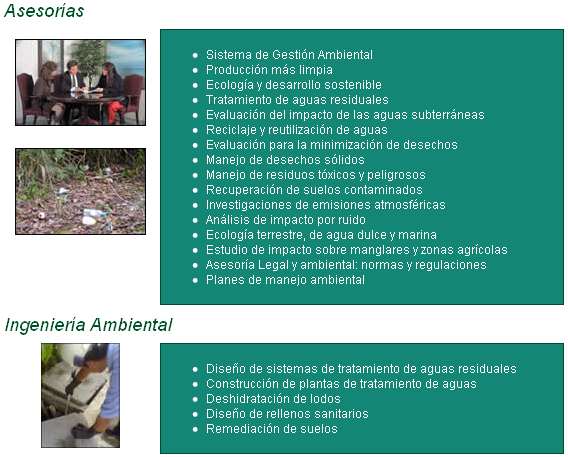 Asesorías
Sistema de Gestión Ambiental
Producción más limpia
Ecología y desarrollo sostenible
Tratamiento de aguas residuales
Evaluación del impacto de las aguas subterráneas
Reciclaje y reutilización de aguas
Evaluación para la minimización de desechos
Manejo de desechos sólidos
Manejo de residuos tóxicos y peligrosos
Recuperación de suelos contaminados
Investigaciones de emisiones atmosféricas
Análisis de impacto por ruido
Ecología terrestre, de agua dulce y marina
Estudio de impacto sobre manglares y zonas agrícolas
Asesoría Legal y ambiental: normas y regulaciones
Planes de manejo ambiental
Ingeniería Ambiental
Diseño de sistemas de tratamiento de aguas residuales
Construcción de plantas de tratamiento de aguas
Deshidratación de lodos
Diseño de rellenos sanitarios
Remediación de suelos